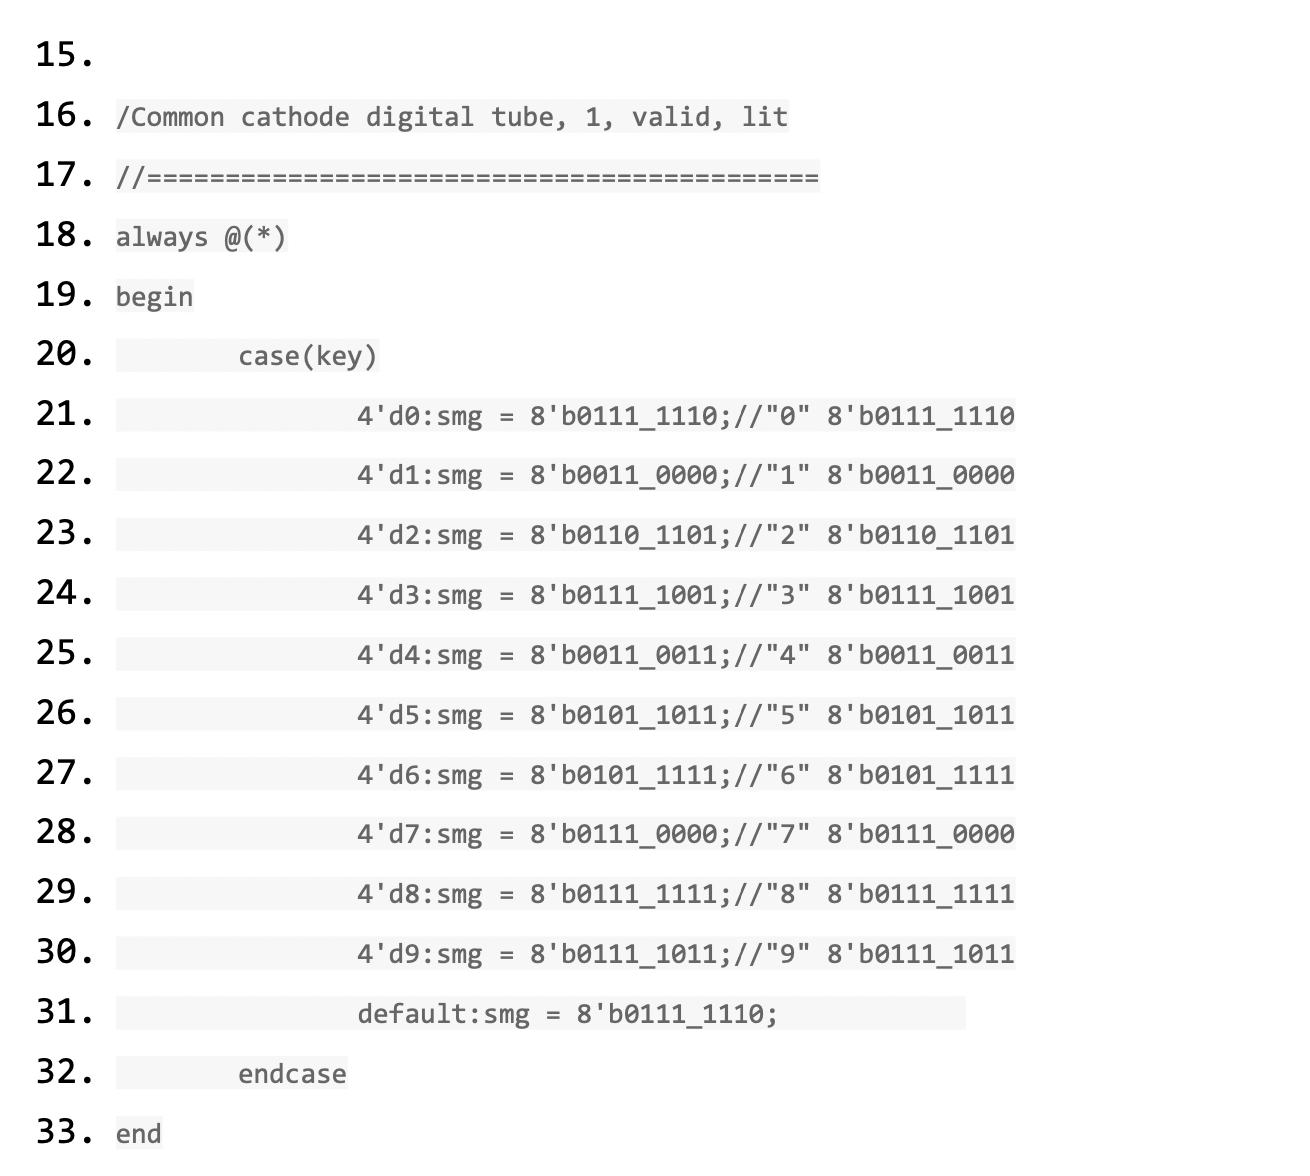 15.
16. /Common cathode digital tube, 1, valid, lit
17. //===========================================
18. always @(*)
19. begin
20. case(key)
21. 4'd0:smg = 8'b0111_1110;//"0" 8'b0111_1110
22. 4'd1:smg = 8'b0011_0000;//"1" 8'b0011_0000
23. 4'd2:smg = 8'b0110_1101;//"2" 8'b0110_1101
24. 4'd3:smg = 8'b0111_1001;//"3" 8'b0111_1001
25. 4'd4:smg = 8'b0011_0011;//"4" 8'b0011_0011
26. 4'd5:smg = 8'b0101_1011;//"5" 8'b0101_1011
27. 4'd6:smg = 8'b0101_1111;//"6" 8'b0101_1111
28. 4'd7:smg = 8'b0111_0000;//"7" 8'b0111_0000
29. 4'd8:smg = 8'b0111_1111;//"8" 8'b0111_1111
30. 4'd9:smg = 8'b0111_1011;//"9" 8'b0111_1011
31. default:smg = 8'b0111_1110;
32. endcase
33. end